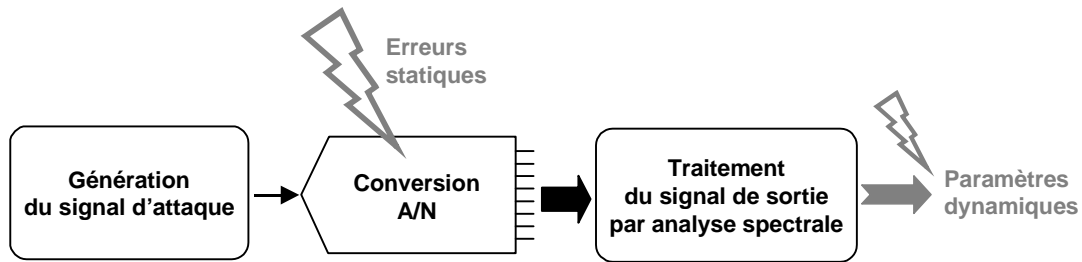 Erreurs
statiques
Génération
du signal d'attaque
Conversion
A/N
Traitement
du signal de sortie
par analyse spectrale
Paramètres
dynamiques